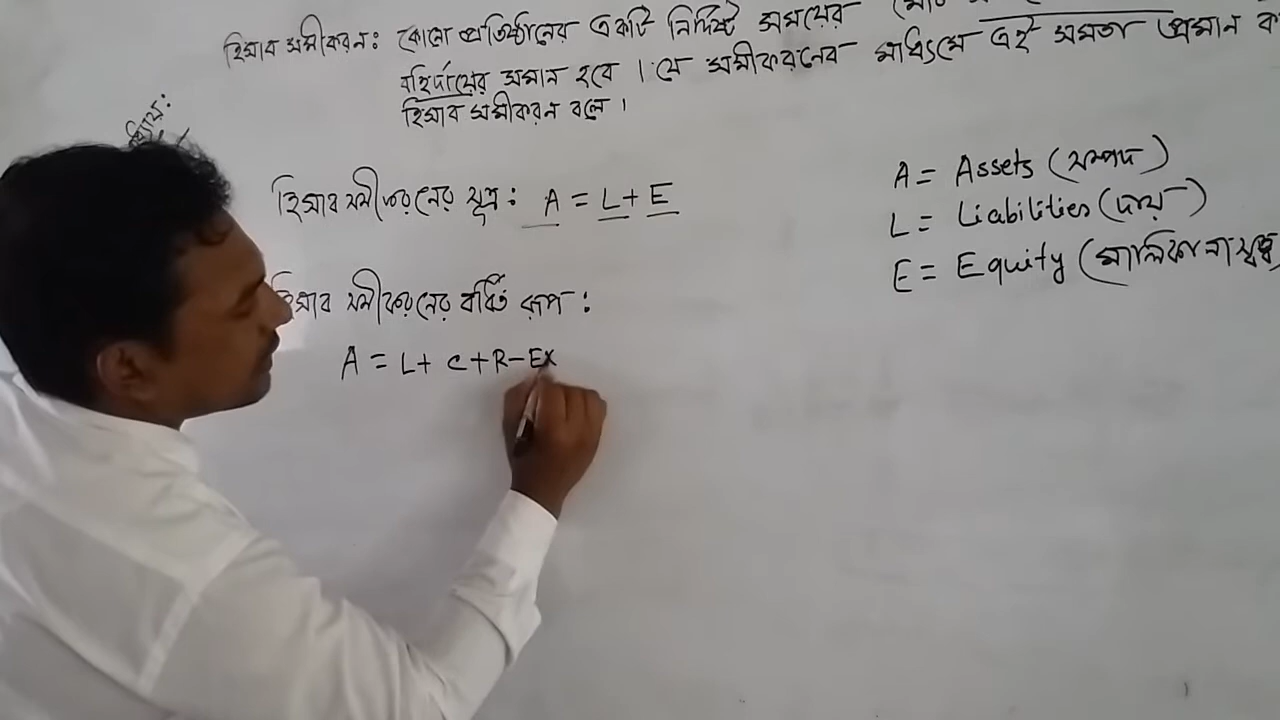 হিসাব সমীকরন: কোনো প্রতিষ্ঠানের একটি নির্দিষ্ট সময়ের মোট
বহির্দায়ের সমান হবে । যে সমীকরনের মাধ্যমে এই সমতা প্রমান
হিসাব সমীকরন বলে ।
হিসাব সমীকরনের সূত্র: A = L + E
A = Assets (সম্পদ)
L = Liabilities (দায়)
E = Equity (মালিকানা স্বত্ব
হিসাব সমীকরনের বর্ধিত রূপ:
A = L + C + R - Ex